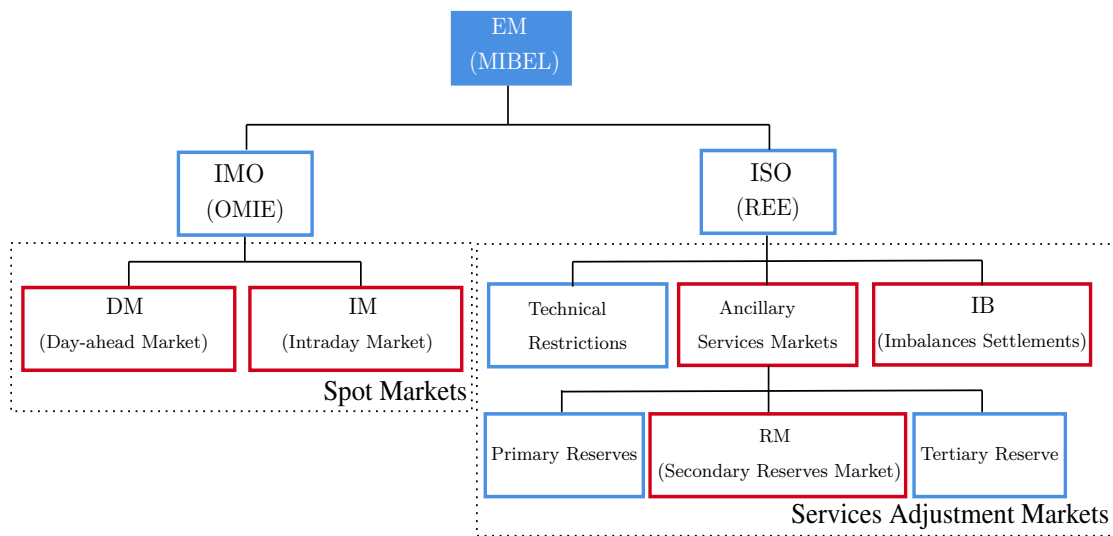 EM
(MIBEL)
IMO
(OMIE)
ISO
(REE)
DM
(Day-ahead Market)
IM
(Intraday Market)
Spot Markets
Technical
Restrictions
Ancillary
Services Markets
IB
(Imbalances Settlements)
Primary Reserves
RM
(Secondary Reserves Market)
Tertiary Reserve
Services Adjustment Markets